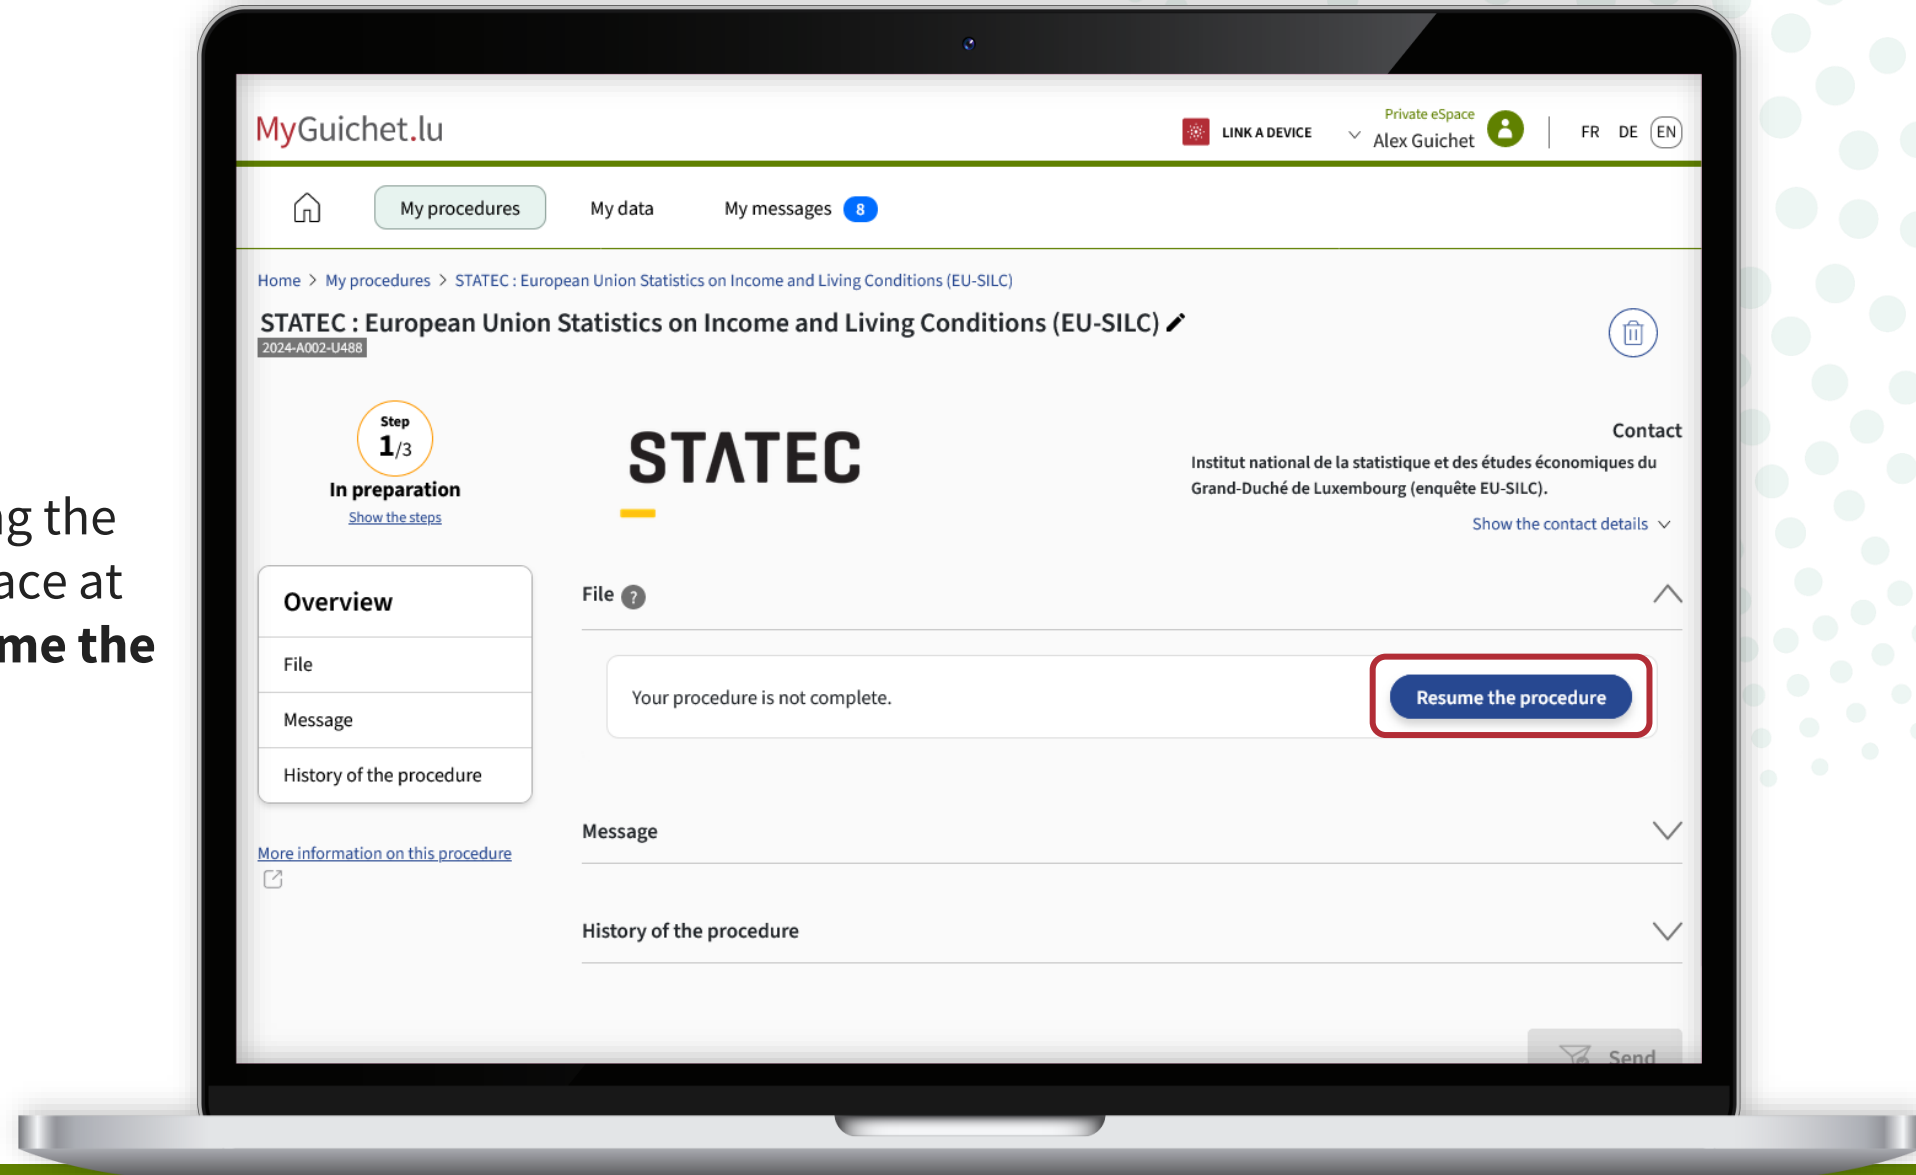 ng the
ace at
me the
MyGuichet.lu
LINK A DEVICE
Private eSpace
Alex Guichet
FR DE EN
My procedures
My data
My messages 8
Home > My procedures > STATEC : European Union Statistics on Income and Living Conditions (EU-SILC)
STATEC : European Union Statistics on Income and Living Conditions (EU-SILC)
2024-A002-U488
Step
1/3
In preparation
Show the steps
STATEC
Contact
Institut national de la statistique et des études économiques du
Grand-Duché de Luxembourg (enquête EU-SILC).
Show the contact details
Overview
File
Message
History of the procedure
More information on this procedure
File ?
Your procedure is not complete.
Resume the procedure
Message
History of the procedure
Send